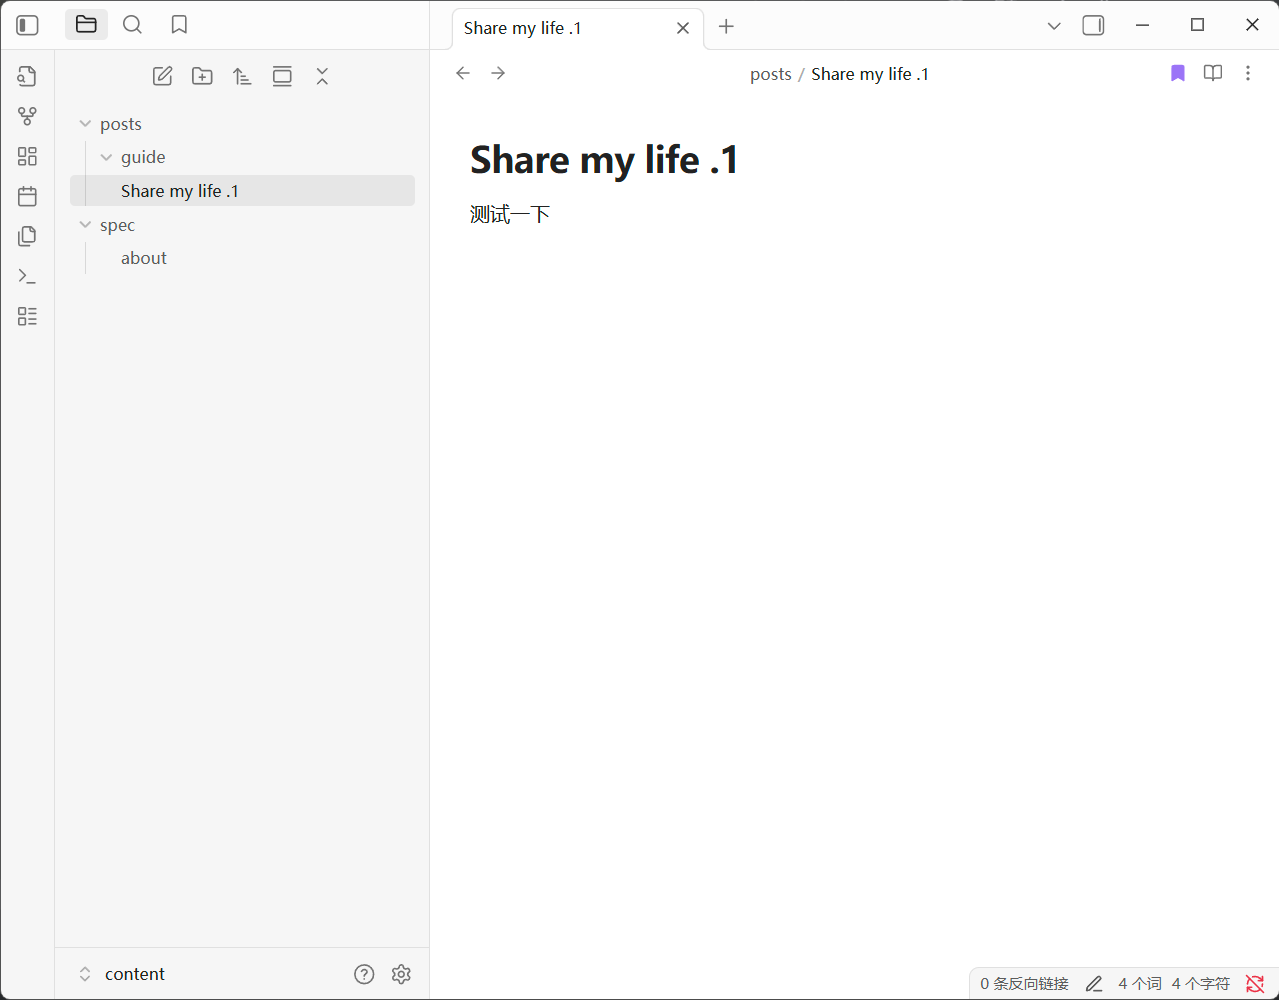 Share my life .1
posts / Share my life .1
posts
guide
Share my life .1
spec
about
Share my life .1
测试一下
content
0 条反向链接 4 个词 4 个字符